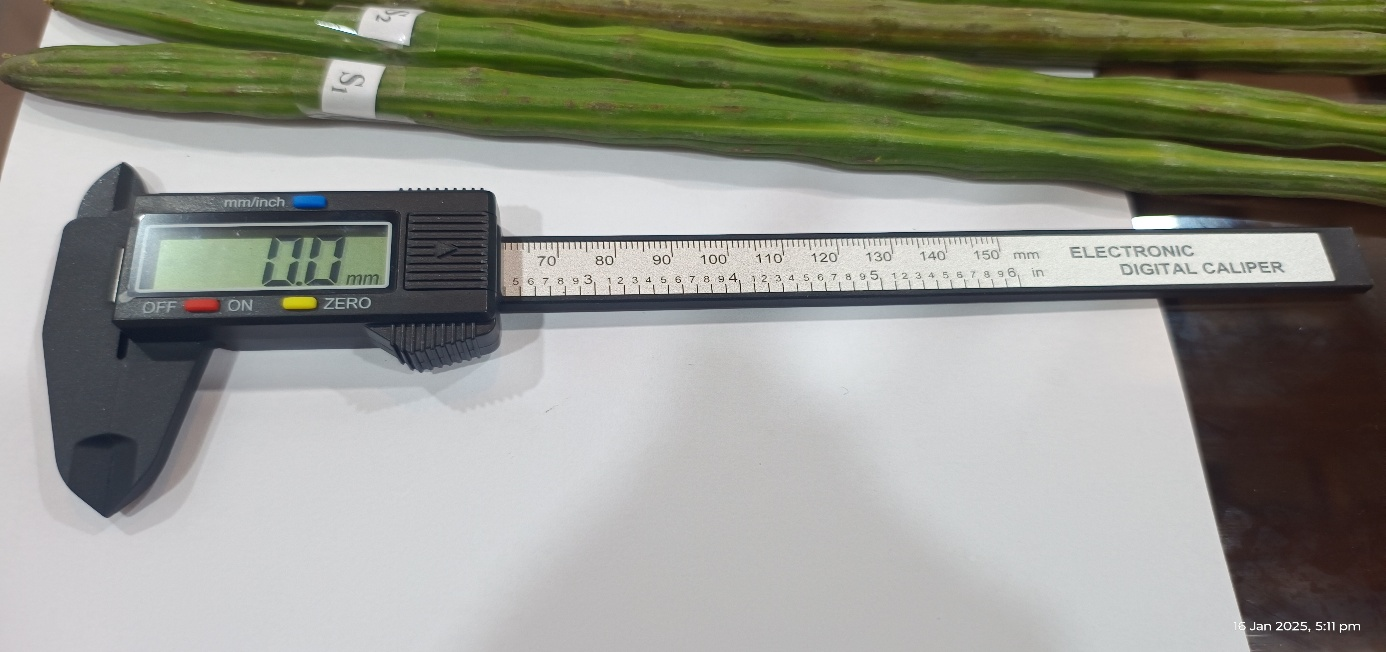 S2
S1
mm/inch
0.0 mm
OFF ON ZERO
70 80 90 100 110 120 130 140 150 mm
5 6 7 8 9 3 1 2 3 4 5 6 7 8 9 4 1 2 3 4 5 6 7 8 9 5 1 2 3 4 5 6 7 8 9 6 in
ELECTRONIC
DIGITAL CALIPER
16 Jan 2025, 5:11 pm